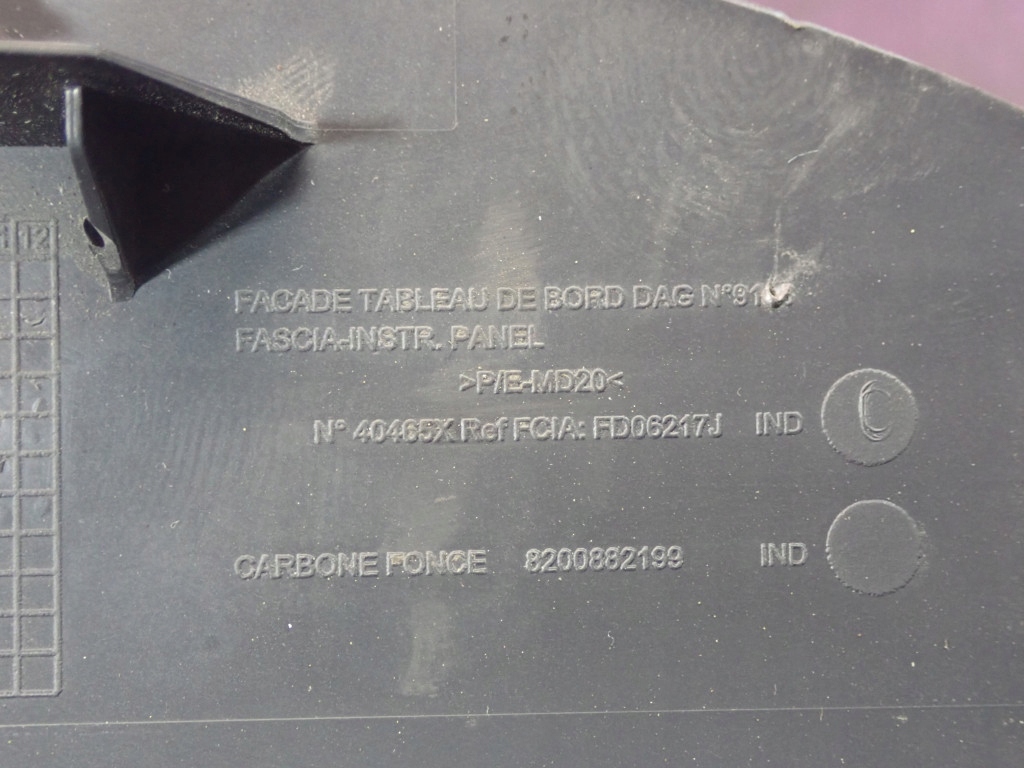 12
FACADE TABLEAU DE BORD DAG
FASCIA-INSTR. PANEL
>P/E-MD20<
N° 40465X Ref FCIA: FD06217J IND C
CARBONE FONCE 8200882199 IND